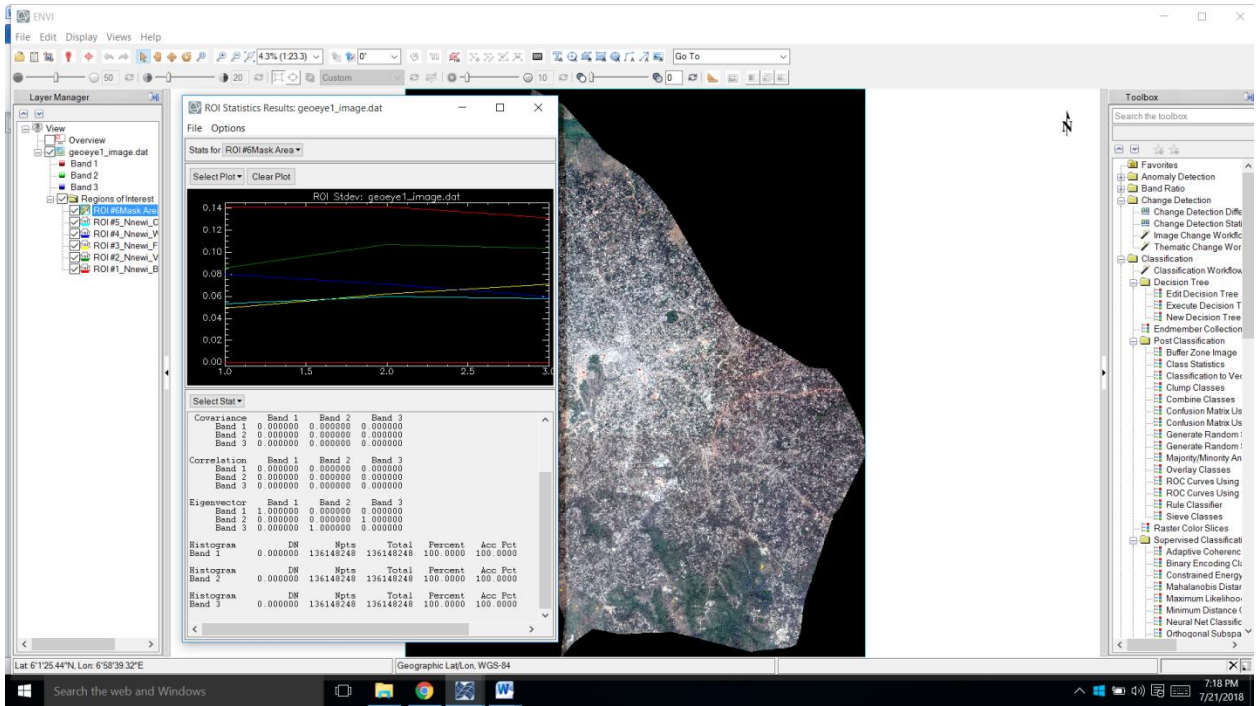 ENVI
File Edit Display Views Help
4.3% (1:23.3) 0° Go To
50 20 Custom 10 0
Layer Manager
View
Overview
geoeye1_image.dat
Band 1
Band 2
Band 3
Regions of Interest
ROI #6Mask Are
ROI #5_Nnewi_C
ROI #4_Nnewi_W
ROI #3_Nnewi_F
ROI #2_Nnewi_V
ROI #1_Nnewi_B
ROI Statistics Results: geoeye1_image.dat
File Options
Stats for ROI #6Mask Area
Select Plot Clear Plot
ROI Stdev: geoeye1_image.dat
0.14
0.12
0.10
0.08
0.06
0.04
0.02
0.00
1.0 1.5 2.0 2.5 3.0
Select Stat
Covariance Band 1 Band 2 Band 3
Band 1 0.000000 0.000000 0.000000
Band 2 0.000000 0.000000 0.000000
Band 3 0.000000 0.000000 0.000000
Correlation Band 1 Band 2 Band 3
Band 1 0.000000 0.000000 0.000000
Band 2 0.000000 0.000000 0.000000
Band 3 0.000000 0.000000 0.000000
Eigenvector Band 1 Band 2 Band 3
Band 1 1.000000 0.000000 0.000000
Band 2 0.000000 0.000000 1.000000
Band 3 0.000000 1.000000 0.000000
Histogram DN Npts Total Percent Acc Pct
Band 1 0.000000 136148248 136148248 100.0000 100.0000
Histogram DN Npts Total Percent Acc Pct
Band 2 0.000000 136148248 136148248 100.0000 100.0000
Histogram DN Npts Total Percent Acc Pct
Band 3 0.000000 136148248 136148248 100.0000 100.0000
N
Toolbox
Search the toolbox
Favorites
Anomaly Detection
Band Ratio
Change Detection
Change Detection Diffe
Change Detection Stati
Image Change Workflc
Thematic Change Wor
Classification
Classification Workflow
Decision Tree
Edit Decision Tree
Execute Decision T
New Decision Tree
Endmember Collection
Post Classification
Buffer Zone Image
Class Statistics
Classification to Vec
Clump Classes
Combine Classes
Confusion Matrix Us
Confusion Matrix Us
Generate Random
Generate Random
Majority/Minority An
Overlay Classes
ROC Curves Using
ROC Curves Using
Rule Classifier
Sieve Classes
Raster Color Slices
Supervised Classificati
Adaptive Coherenc
Binary Encoding Cl
Constrained Energy
Mahalanobis Distar
Maximum Likelihoo
Minimum Distance
Neural Net Classific
Orthogonal Subspa
Lat: 6°1'25.44"N, Lon: 6°58'39.32"E Geographic Lat/Lon, WGS-84
Search the web and Windows
7:18 PM
7/21/2018